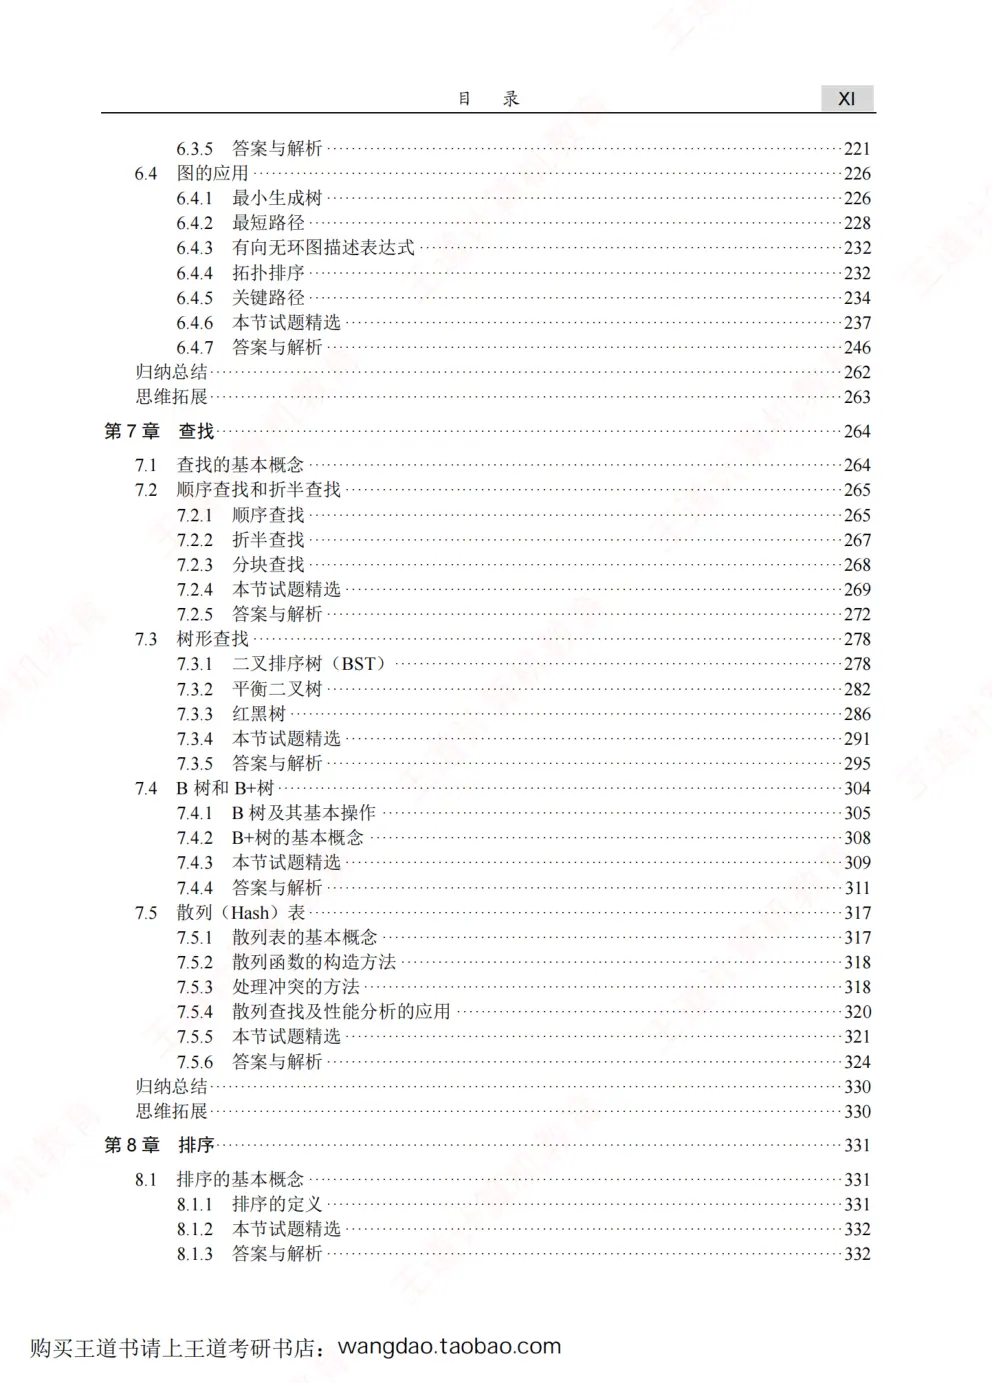 目 录 XI
6.3.5 答案与解析 221
6.4 图的应用 226
6.4.1 最小生成树 226
6.4.2 最短路径 228
6.4.3 有向无环图描述表达式 232
6.4.4 拓扑排序 232
6.4.5 关键路径 234
6.4.6 本节试题精选 237
6.4.7 答案与解析 246
归纳总结 262
思维拓展 263
第 7 章 查找 264
7.1 查找的基本概念 264
7.2 顺序查找和折半查找 265
7.2.1 顺序查找 265
7.2.2 折半查找 267
7.2.3 分块查找 268
7.2.4 本节试题精选 269
7.2.5 答案与解析 272
7.3 树形查找 278
7.3.1 二叉排序树（BST） 278
7.3.2 平衡二叉树 282
7.3.3 红黑树 286
7.3.4 本节试题精选 291
7.3.5 答案与解析 295
7.4 B 树和 B+树 304
7.4.1 B 树及其基本操作 305
7.4.2 B+树的基本概念 308
7.4.3 本节试题精选 309
7.4.4 答案与解析 311
7.5 散列（Hash）表 317
7.5.1 散列表的基本概念 317
7.5.2 散列函数的构造方法 318
7.5.3 处理冲突的方法 318
7.5.4 散列查找及性能分析的应用 320
7.5.5 本节试题精选 321
7.5.6 答案与解析 324
归纳总结 330
思维拓展 330
第 8 章 排序 331
8.1 排序的基本概念 331
8.1.1 排序的定义 331
8.1.2 本节试题精选 332
8.1.3 答案与解析 332
购买王道书请上王道考研书店：wangdao.taobao.com